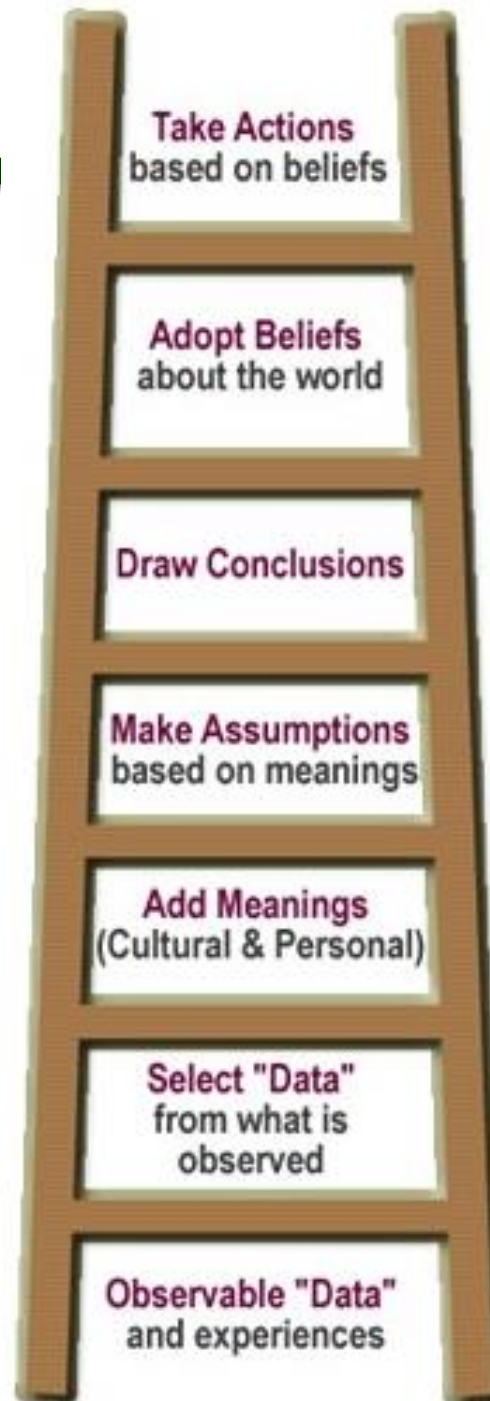 Take Actions
based on beliefs
Adopt Beliefs
about the world
Draw Conclusions
Make Assumptions
based on meanings
Add Meanings
(Cultural & Personal)
Select "Data"
from what is
observed
Observable "Data"
and experiences